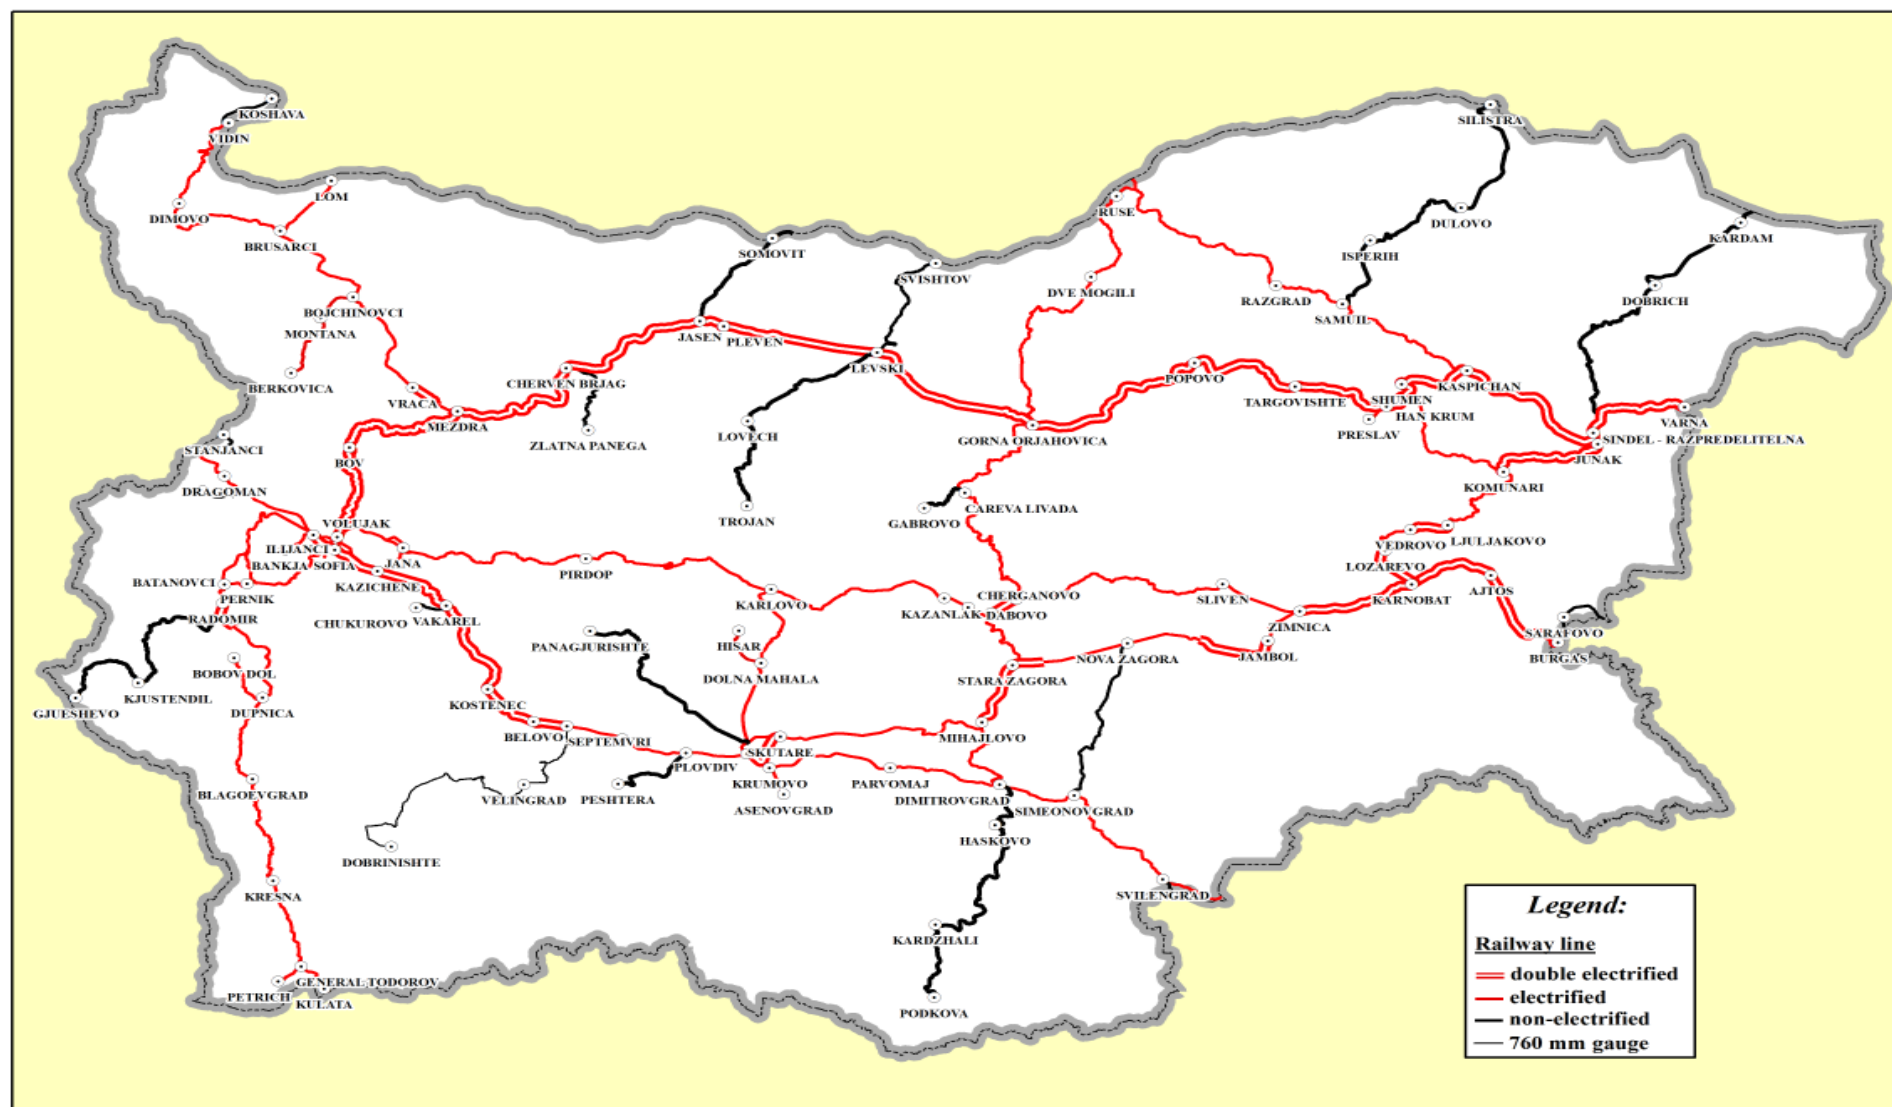 KOSHAVA
VIDIN
SILISTRA
LOM
DIMOVO
RUSE
DULOVO
KARDAM
BRUSARCI
SOMOVIT
ISPERIH
SVISHTOV
DVE MOGILI
RAZGRAD
DOBRICH
BOJCHINOVCI
MONTANA
SAMUIL
JASEN
PLEVEN
LEVSKI
CHERVEN BRJAG
BERKOVICA
POPOVO
KASPICHAN
VRACA
TARGOVISHTE
SHUMEN
HAN KRUM
VARNA
MEZDRA
ZLATNA PANEGA
LOVECH
GORNA ORJAHOVICA
PRESLAV
SINDEL - RAZPREDELITELNA
STANJANCI
BOV
JUNAK
DRAGOMAN
KOMUNARI
TROJAN
GABROVO
CAREVA LIVADA
VOLUJAK
ILIJANCI
VEDROVO
LJULJAKOVO
BANKJA
SOFIA
JANA
PIRDOP
LOZAREVO
BATANOVCI
KAZICHENE
PERNIK
KARLOVO
CHERGANOVO
SLIVEN
KARNOBAT
AJTOS
KAZANLAK
DABOVO
RADOMIR
CHUKUROVO
VAKAREL
ZIMNICA
SARAFOVO
PANAGJURISHTE
HISAR
NOVA ZAGORA
JAMBOL
BURGAS
BOBOV DOL
DOLNA MAHALA
STARA ZAGORA
GJUESHEVO
KJUSTENDIL
DUPNICA
KOSTENEC
BELOVO
SEPTEMVRI
SKUTARE
MIHAJLOVO
PLOVDIV
BLAGOEVGRAD
VELINGRAD
PESHTERA
KRUMOVO
PARVOMAJ
DIMITROVGRAD
SIMEONOVGRAD
ASENOVGRAD
HASKOVO
DOBRINISHTE
KRESNA
SVILENGRAD
KARDZHALI
GENERAL TODOROV
PETRICH
KULATA
PODKOVA
Legend:
Railway line
double electrified
electrified
non-electrified
760 mm gauge